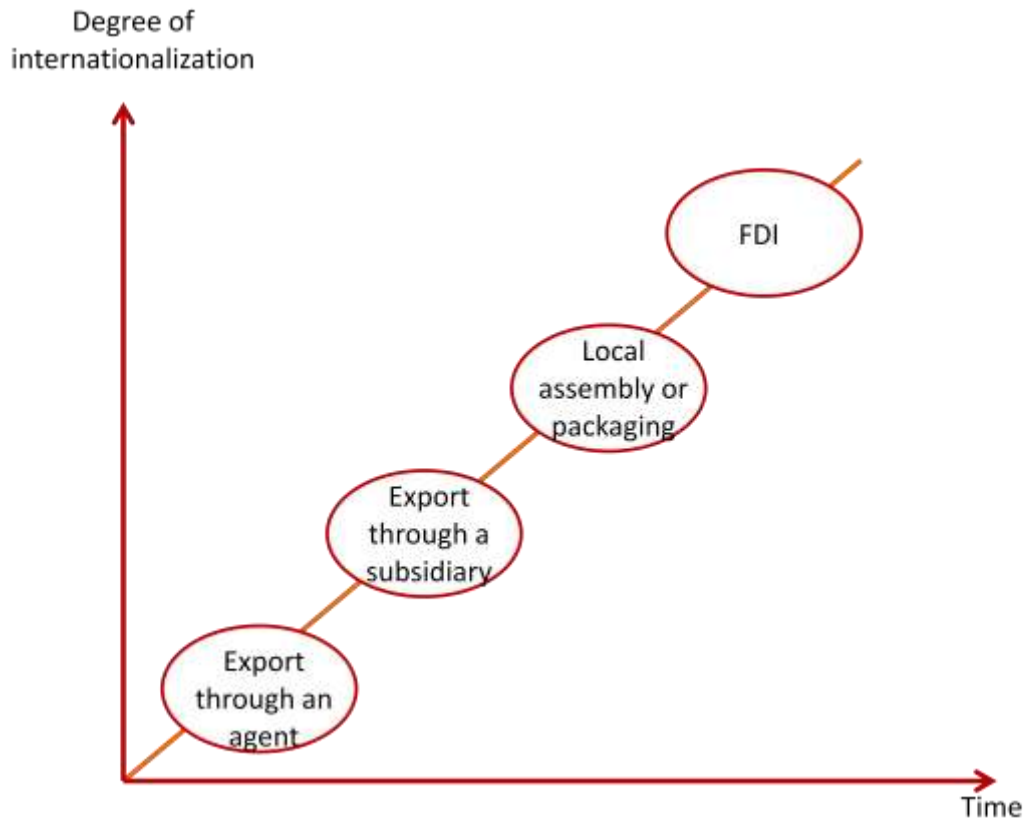 Degree of
internationalization
FDI
Local
assembly or
packaging
Export
through a
subsidiary
Export
through an
agent
Time